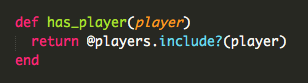 def has_player(player)
  return @players.include?(player)
end